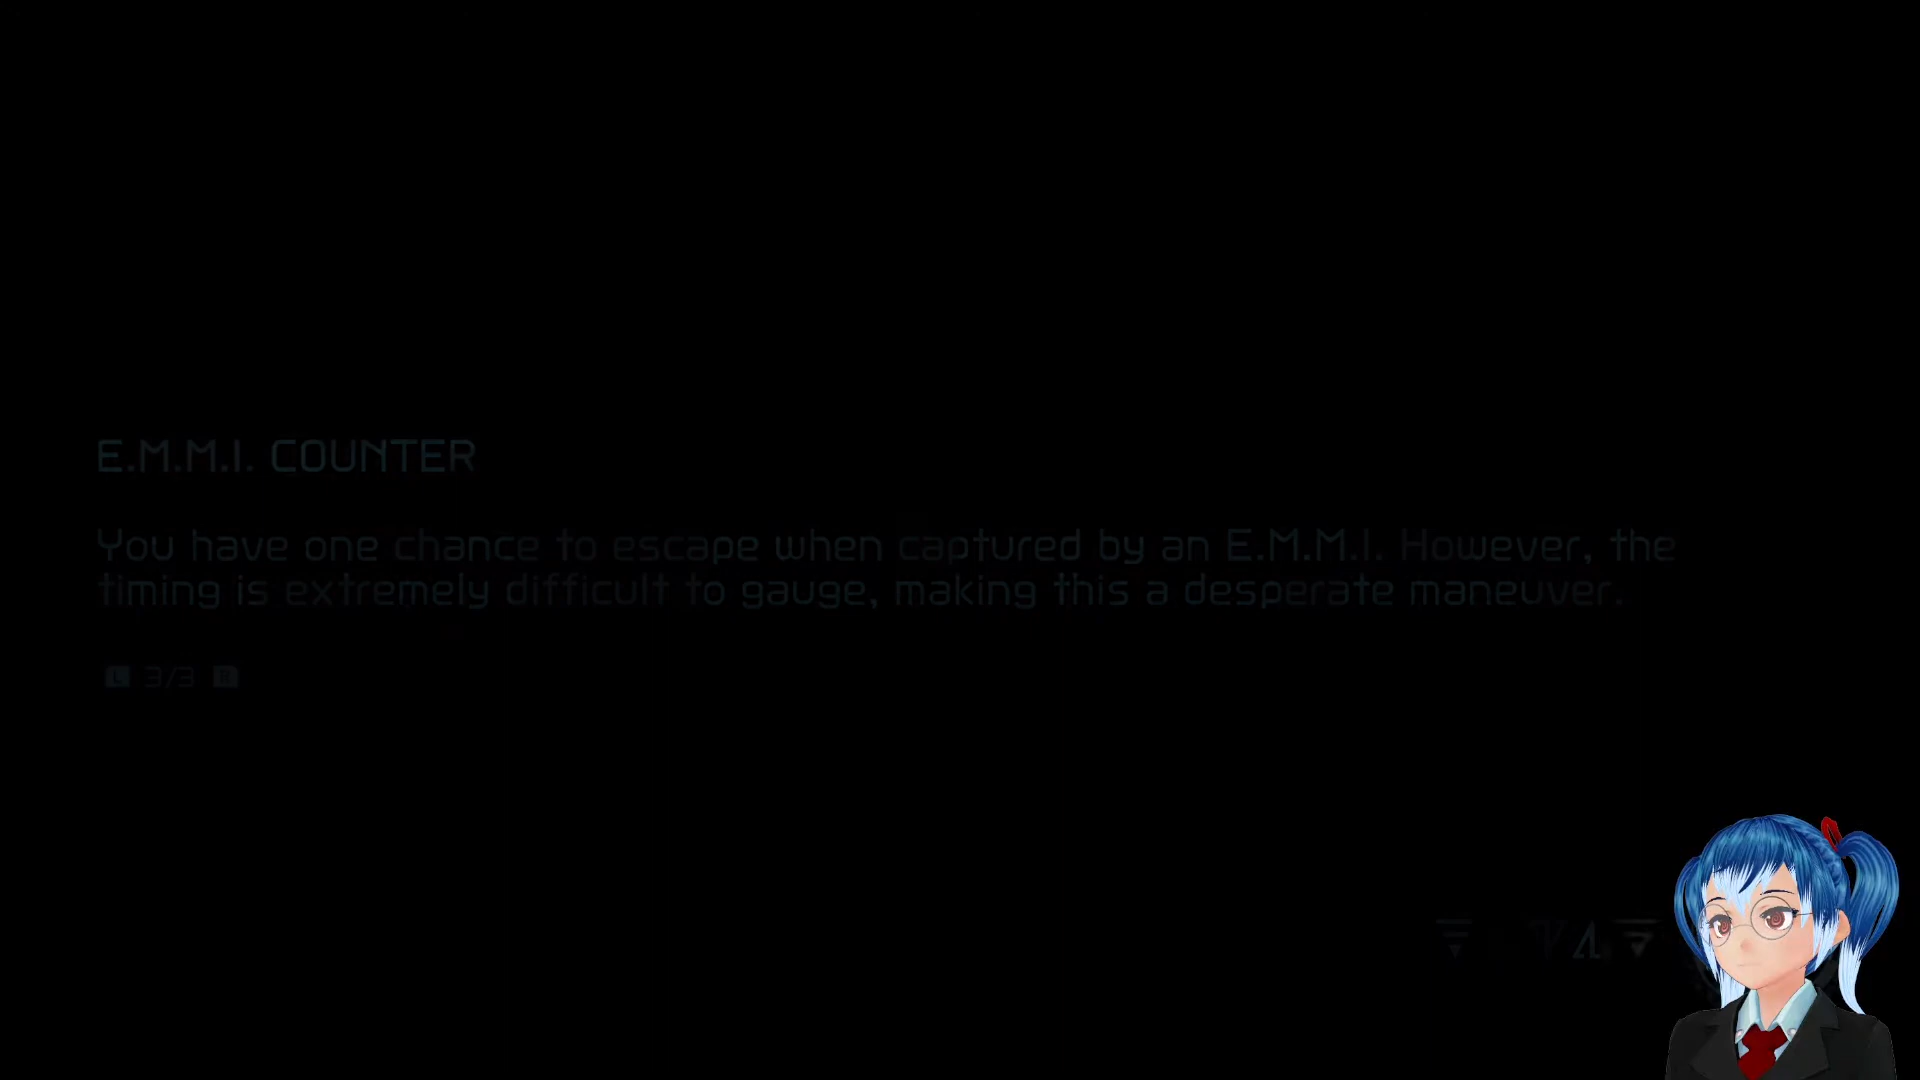 E.M.M.I. COUNTER
You have one chance to escape when captured by an E.M.M.I. However, the
timing is extremely difficult to gauge, making this a desperate maneuver.
L 3/3 R